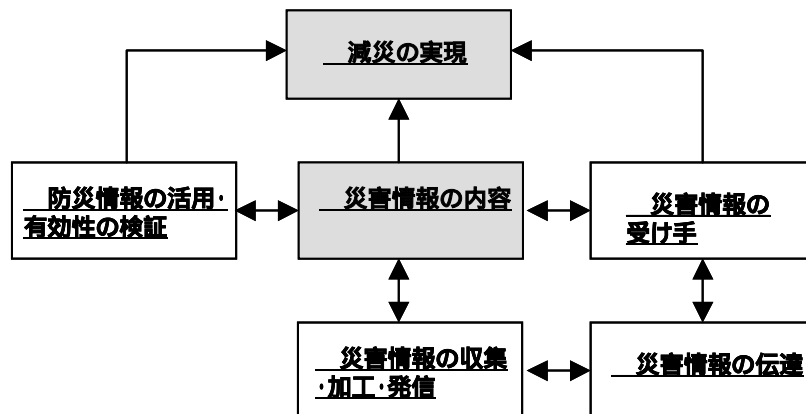 減災の実現
防災情報の活用・
有効性の検証
災害情報の内容
災害情報の
受け手
災害情報の収集
・加工・発信
災害情報の伝達